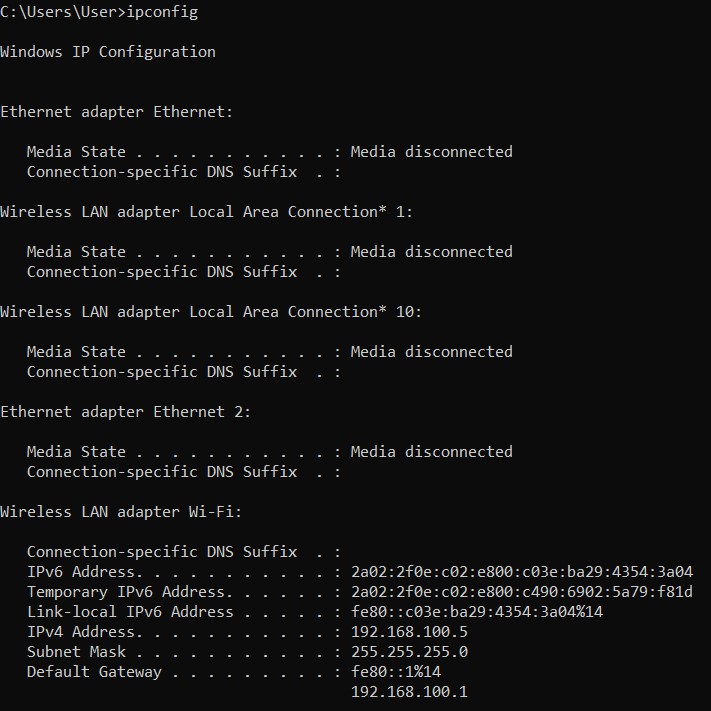 C:\Users\User>ipconfig
Windows IP Configuration
Ethernet adapter Ethernet:
   Media State . . . . . . . . . . . : Media disconnected
   Connection-specific DNS Suffix  . :
Wireless LAN adapter Local Area Connection* 1:
   Media State . . . . . . . . . . . : Media disconnected
   Connection-specific DNS Suffix  . :
Wireless LAN adapter Local Area Connection* 10:
   Media State . . . . . . . . . . . : Media disconnected
   Connection-specific DNS Suffix  . :
Ethernet adapter Ethernet 2:
   Media State . . . . . . . . . . . : Media disconnected
   Connection-specific DNS Suffix  . :
Wireless LAN adapter Wi-Fi:
   Connection-specific DNS Suffix  . :
   IPv6 Address. . . . . . . . . . . : 2a02:2f0e:c02:e800:c03e:ba29:4354:3a04
   Temporary IPv6 Address. . . . . . : 2a02:2f0e:c02:e800:c490:6902:5a79:f81d
   Link-local IPv6 Address . . . . . : fe80::c03e:ba29:4354:3a04%14
   IPv4 Address. . . . . . . . . . . : 192.168.100.5
   Subnet Mask . . . . . . . . . . . : 255.255.255.0
   Default Gateway . . . . . . . . . : fe80::1%14
                                       192.168.100.1